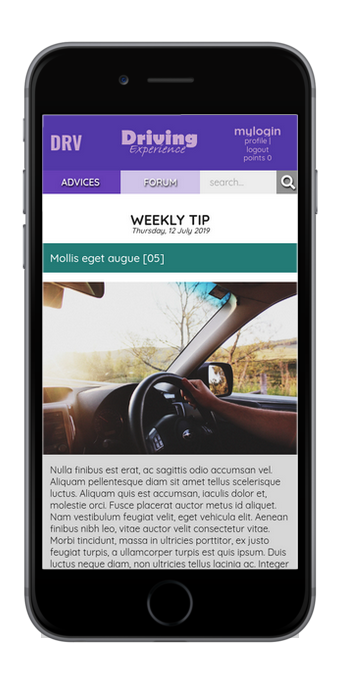 DRV
Driving
Experience
mylogin
profile |
logout
points 0
ADVICES
FORUM
search...
WEEKLY TIP
Thursday, 12 July 2019
Mollis eget augue [05]
Nulla finibus est erat, ac sagittis odio accumsan vel.
Aliquam pellentesque diam sit amet tellus scelerisque
luctus. Aliquam quis est accumsan, iaculis dolor et,
molestie orci. Fusce placerat auctor metus id aliquet.
Nam vestibulum feugiat velit, eget vehicula elit. Aenean
finibus nibh leo, vitae auctor velit consectetur vitae.
Morbi tincidunt, massa in ultricies porttitor, ex justo
feugiat turpis, a ullamcorper turpis est quis ipsum. Duis
luctus neque diam, non ultricies tellus lacinia ac. Integer